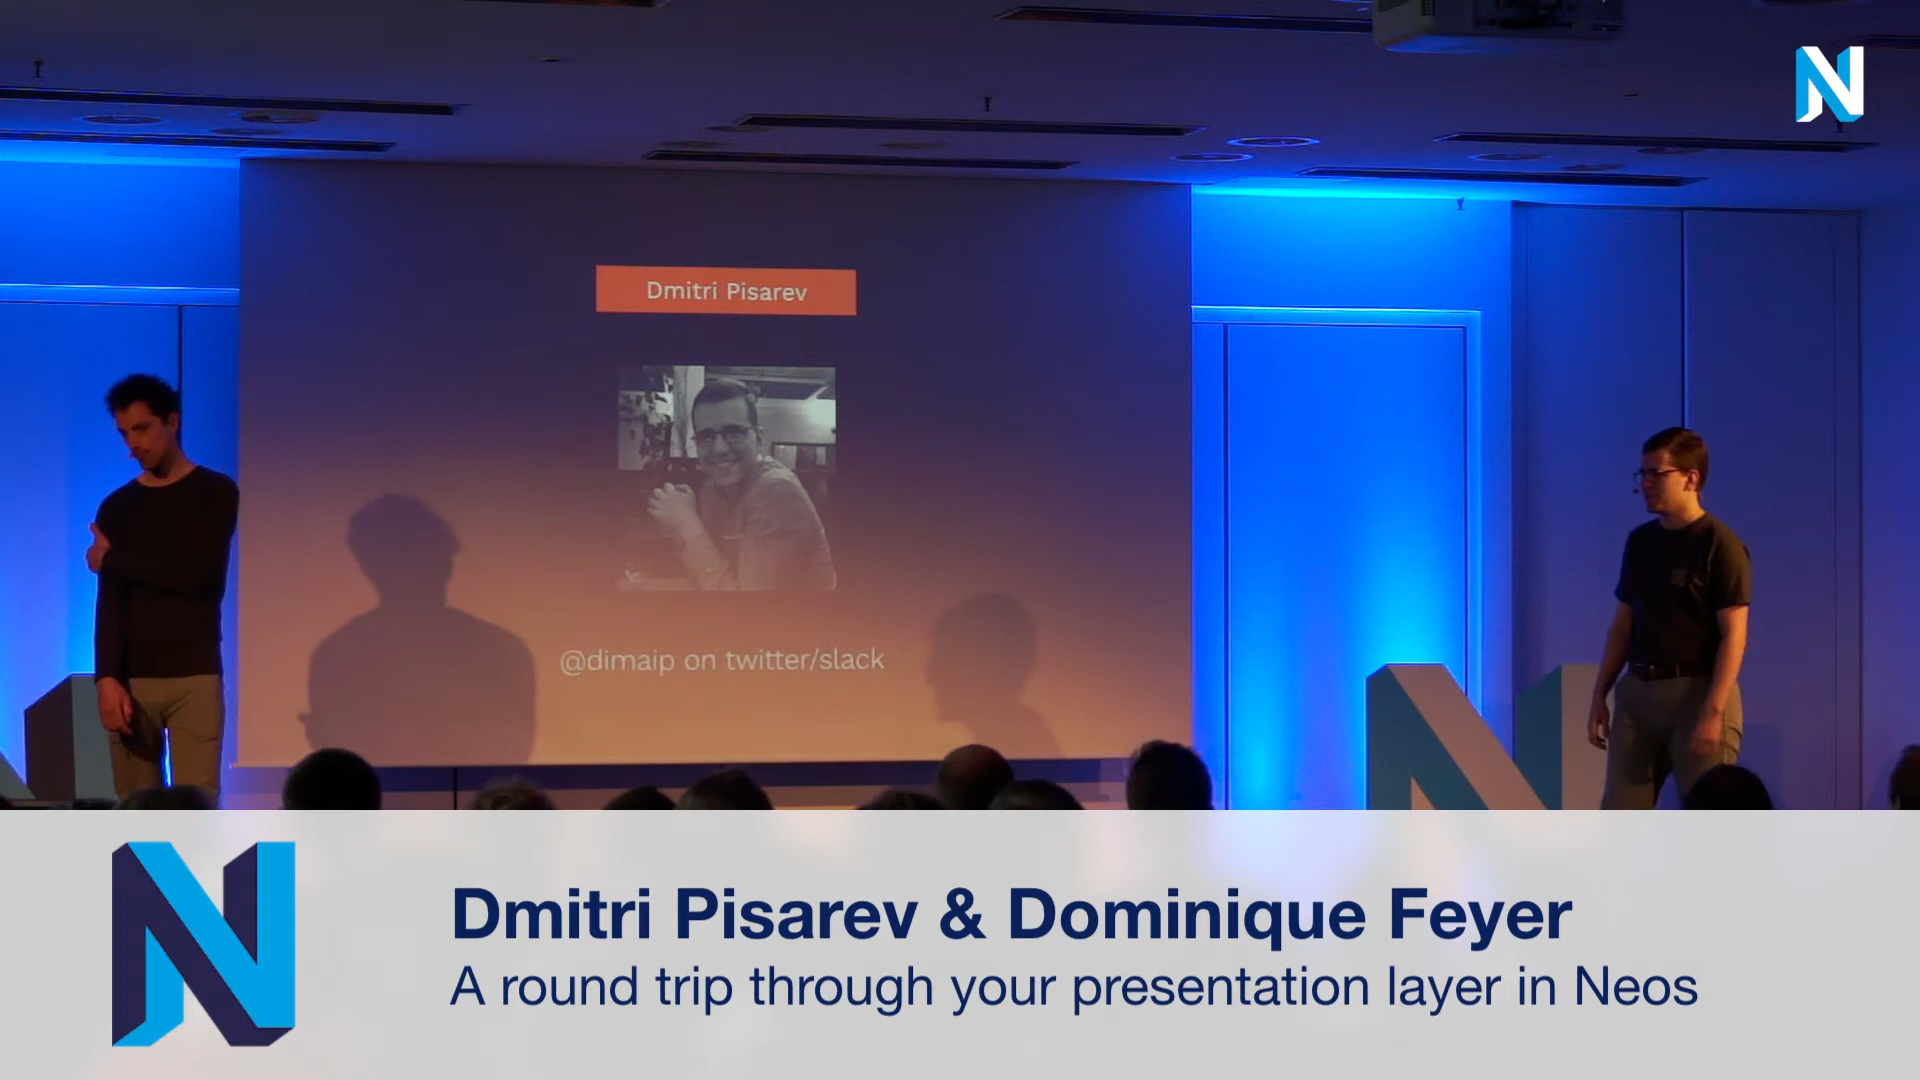 Dmitri Pisarev
@dimaip on twitter/slack
Dmitri Pisarev & Dominique Feyer
A round trip through your presentation layer in Neos